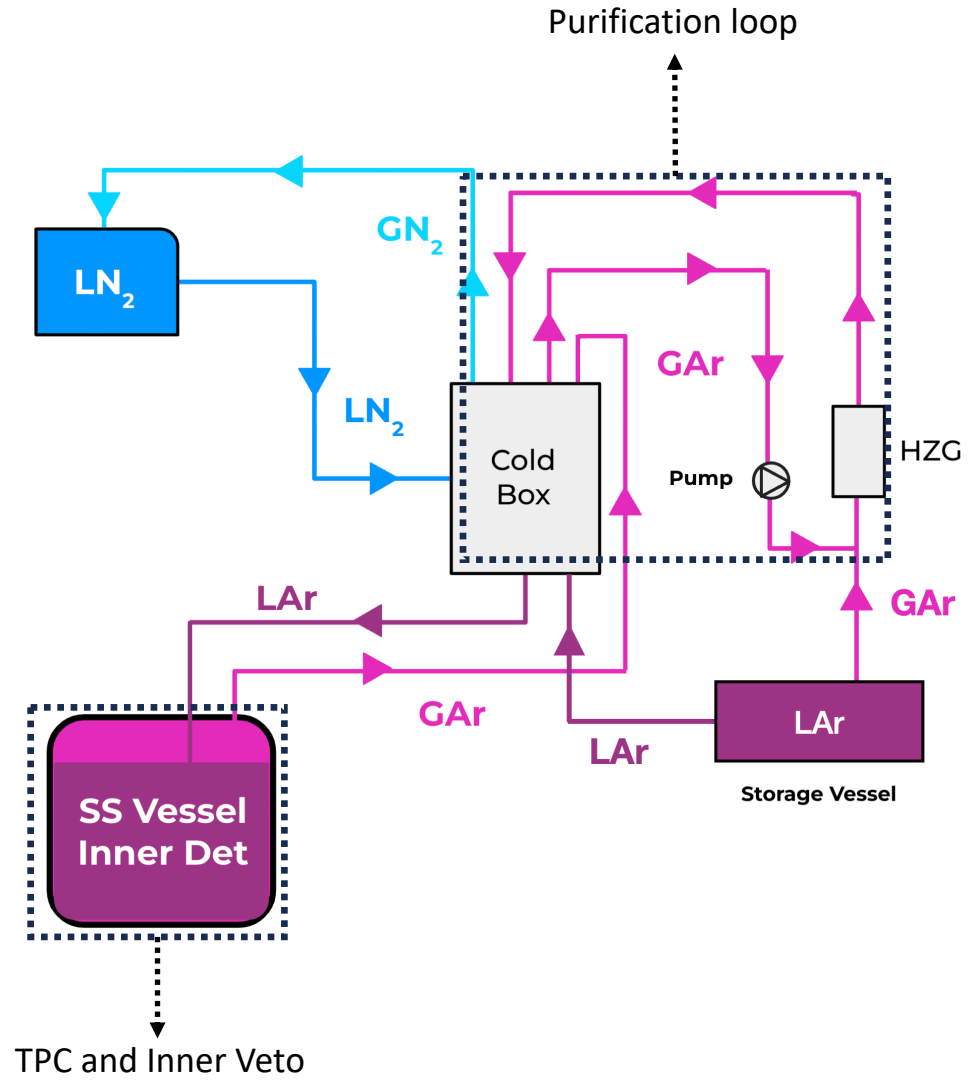 Purification loop
GN₂
LN₂
GAr
LN₂
Cold
Box
Pump
HZG
LAr
GAr
GAr
LAr
LAr
Storage Vessel
SS Vessel
Inner Det
TPC and Inner Veto